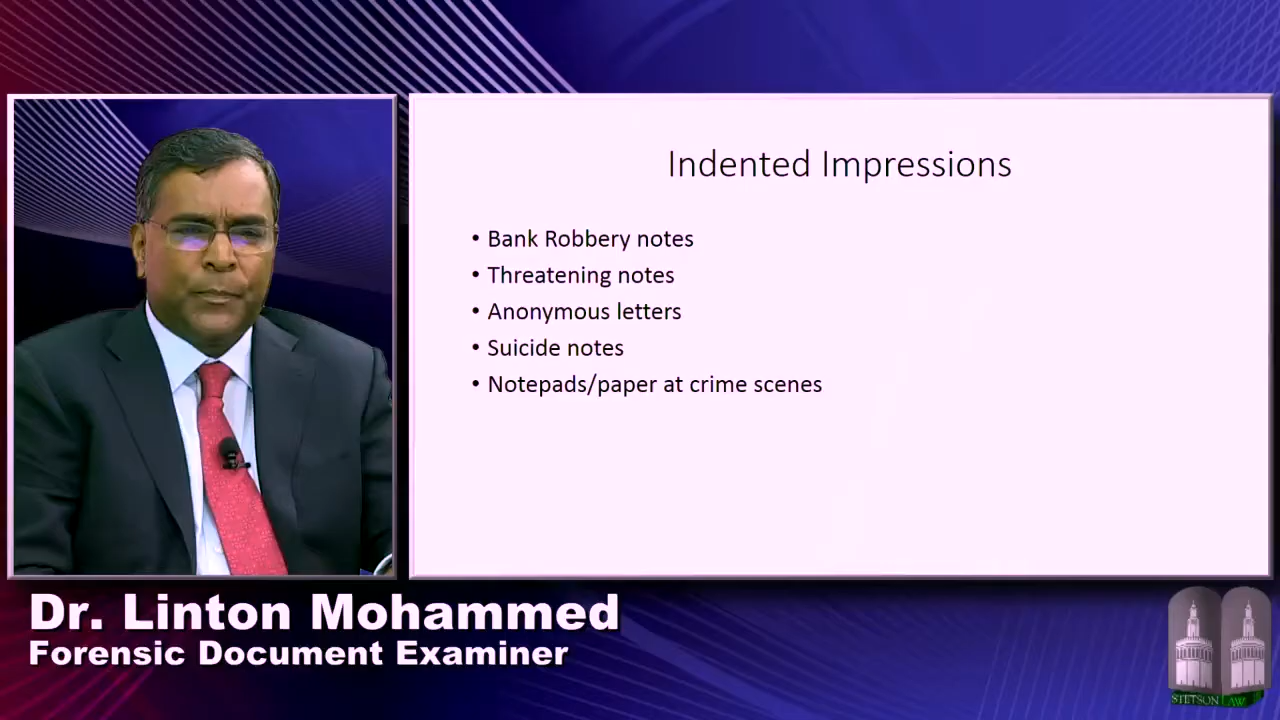 Indented Impressions
• Bank Robbery notes
• Threatening notes
• Anonymous letters
• Suicide notes
• Notepads/paper at crime scenes
Dr. Linton Mohammed
Forensic Document Examiner
STETSON LAW